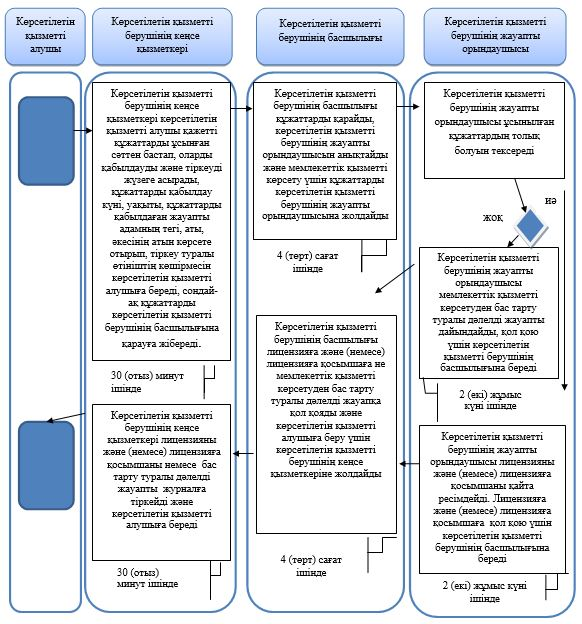 Көрсетілетін
қызметті
алушы
Көрсетілетін қызметті
берушінің кеңсе
қызметкері
Көрсетілетін қызметті
берушінің басшылығы
Көрсетілетін қызметті
берушінің жауапты
орындаушысы
Көрсетілетін қызметті
берушінің кеңсе
қызметкері көрсетілетін
қызметті алушы қажетті
құжаттарды ұсынған
сәттен бастап, оларды
қабылдауды және тіркеуді
жүзеге асырады,
құжаттарды қабылдау
күні, уақыты, құжаттарды
қабылдаған жауапты
адамның тегі, аты,
әкесінің атын көрсете
отырып, тіркеу туралы
өтініштің көшірмесін
көрсетілетін қызметті
алушыға береді, сондай-
ақ құжаттарды
көрсетілетін қызметті
берушінің басшылығына
қарауға жібереді.
30 (отыз) минут
ішінде
Көрсетілетін қызметті
берушінің басшылығы
құжаттарды қарайды,
көрсетілетін қызметті
берушінің жауапты
орындаушысын анықтайды
және мемлекеттік қызметті
көрсету үшін құжаттарды
көрсетілетін қызметті
берушінің жауапты
орындаушысына жолдайды
4 (төрт) сағат
ішінде
Көрсетілетін қызметті
берушінің жауапты
орындаушысы ұсынылған
құжаттардың толық
болуын тексереді
иә
жоқ
Көрсетілетін қызметті
берушінің жауапты
орындаушысы
мемлекеттік қызметті
көрсетуден бас тарту
туралы дәлелді жауапты
дайындайды, қол қою
үшін көрсетілетін
қызметті берушінің
басшылығына береді
2 (екі) жұмыс
күні ішінде
Көрсетілетін қызметті
берушінің жауапты
орындаушысы лицензияны
және (немесе) лицензияға
қосымшаны қайта
ресімдейді. Лицензияға
және (немесе) лицензияға
қосымшаға қол қою үшін
көрсетілетін қызметті
берушінің басшылығына
береді
2 (екі) жұмыс күні
ішінде
Көрсетілетін қызметті
берушінің басшылығы
лицензияға және (немесе)
лицензияға қосымшаға не
мемлекеттік қызметті
көрсетуден бас тарту
туралы дәлелді жауапқа
қол қояды және
көрсетілетін қызметті
алушыға беру үшін
көрсетілетін қызметті
берушінің кеңсе
қызметкеріне жолдайды
4 (төрт) сағат
ішінде
Көрсетілетін қызметті
берушінің кеңсе
қызметкері лицензияны
және (немесе) лицензияға
қосымшаны немесе бас
тарту туралы дәлелді
жауапты журналға
тіркейді және
көрсетілетін қызметті
алушыға береді
30 (отыз)
минут ішінде